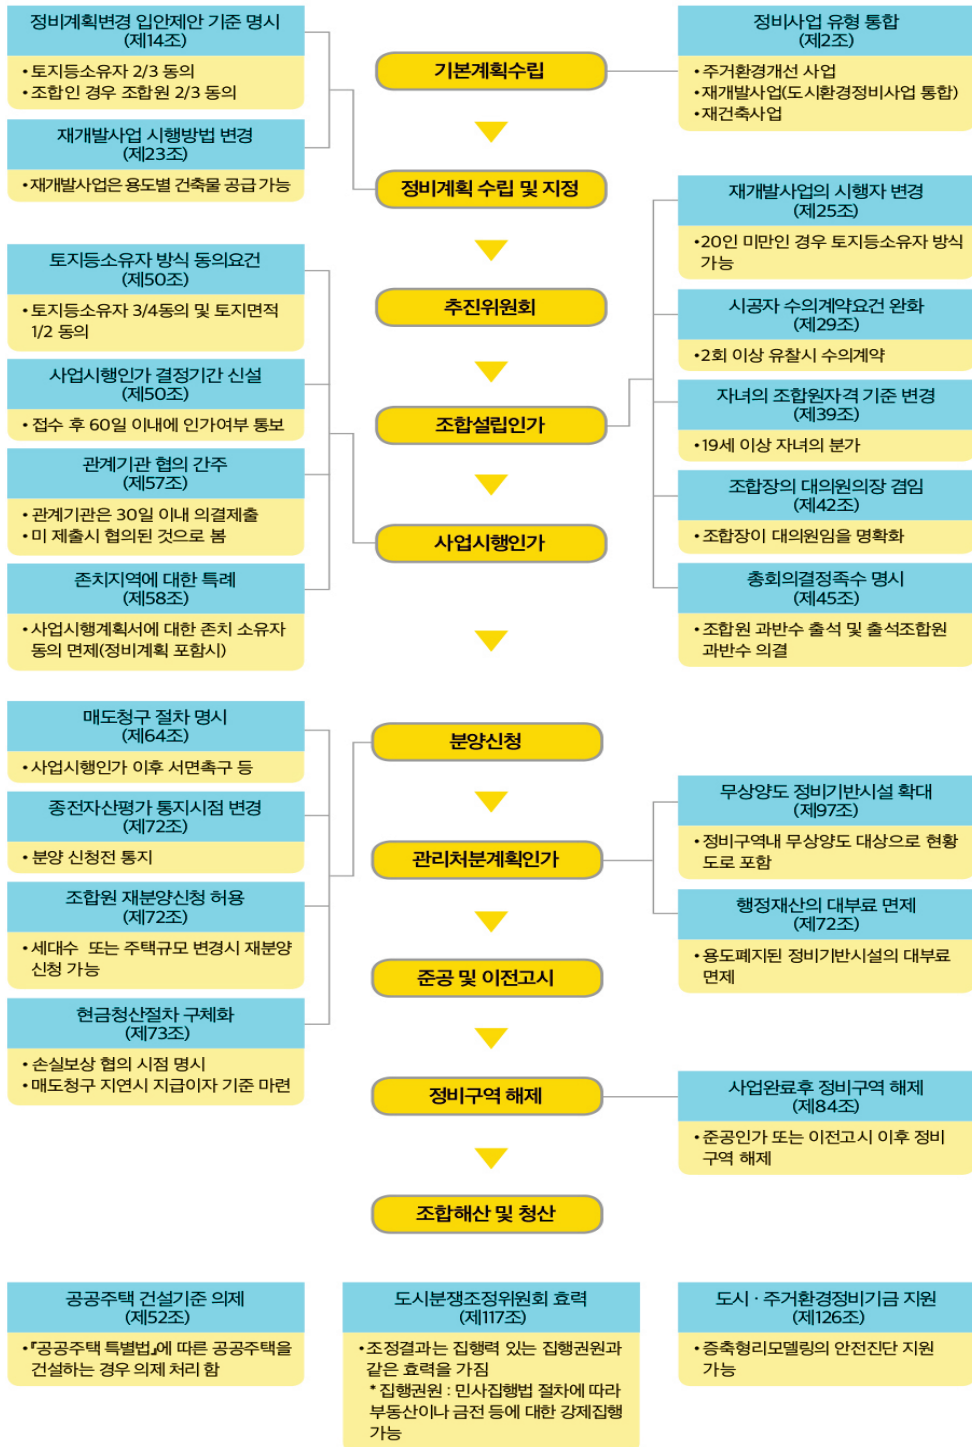 정비계획변경 입안제안 기준 명시
(제14조)
• 토지등소유자 2/3 동의
• 조합인 경우 조합원 2/3 동의
재개발사업 시행방법 변경
(제23조)
• 재개발사업은 용도별 건축물 공급 가능
기본계획수립
정비사업 유형 통합
(제2조)
• 주거환경개선 사업
• 재개발사업(도시환경정비사업 통합)
• 재건축사업
정비계획 수립 및 지정
추진위원회
토지등소유자 방식 동의요건
(제50조)
• 토지등소유자 3/4동의 및 토지면적
1/2 동의
사업시행인가 결정기간 신설
(제50조)
• 접수 후 60일 이내에 인가여부 통보
관계기관 협의 간주
(제57조)
• 관계기관은 30일 이내 의결제출
• 미 제출시 협의된 것으로 봄
존치지역에 대한 특례
(제58조)
• 사업시행계획서에 대한 존치 소유자
동의 면제(정비계획 포함시)
조합설립인가
재개발사업의 시행자 변경
(제25조)
• 20인 미만인 경우 토지등소유자 방식
가능
시공자 수의계약요건 완화
(제29조)
• 2회 이상 유찰시 수의계약
자녀의 조합원자격 기준 변경
(제39조)
• 19세 이상 자녀의 분가
조합장의 대의원의장 겸임
(제42조)
• 조합장이 대의원임을 명확화
총회의결정족수 명시
(제45조)
• 조합원 과반수 출석 및 출석조합원
과반수 의결
사업시행인가
매도청구 절차 명시
(제64조)
• 사업시행인가 이후 서면촉구 등
종전자산평가 통지시점 변경
(제72조)
• 분양 신청전 통지
조합원 재분양신청 허용
(제72조)
• 세대수 또는 주택규모 변경시 재분양
신청 가능
현금청산절차 구체화
(제73조)
• 손실보상 협의 시점 명시
• 매도청구 지연시 지급이자 기준 마련
분양신청
관리처분계획인가
무상양도 정비기반시설 확대
(제97조)
• 정비구역내 무상양도 대상으로 현황
도로 포함
행정재산의 대부료 면제
(제72조)
• 용도폐지된 정비기반시설의 대부료
면제
준공 및 이전고시
정비구역 해제
사업완료후 정비구역 해제
(제84조)
• 준공인가 또는 이전고시 이후 정비
구역 해제
조합해산 및 청산
공공주택 건설기준 의제
(제52조)
• 『공공주택 특별법』에 따른 공공주택을
건설하는 경우 의제 처리 함
도시분쟁조정위원회 효력
(제117조)
• 조정결과는 집행력 있는 집행권원과
같은 효력을 가짐
* 집행권원 : 민사집행법 절차에 따라
부동산이나 금전 등에 대한 강제집행
가능
도시 · 주거환경정비기금 지원
(제126조)
• 증축형리모델링의 안전진단 지원
가능